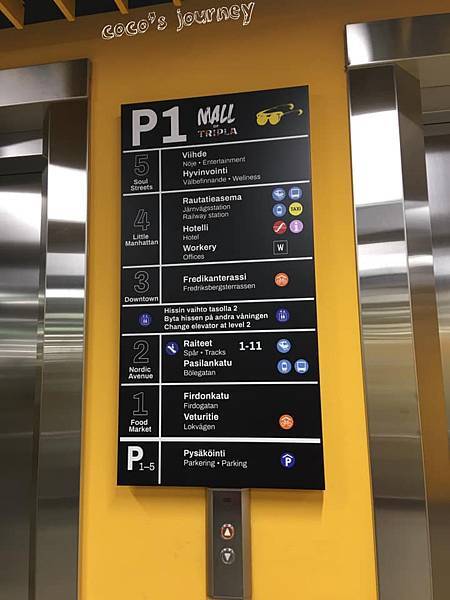 coco's journey
P1 MALL OF TRIPLA
5
Soul
Streets
Viihde
Nöje • Entertainment
Hyvinvointi
Välbefinnande • Wellness
4
Little
Manhattan
Rautatieasema
Järnvägsstation
Railway station
TAXI
Hotelli
Hotel
i
Workery
Offices
W
3
Downtown
Fredikanterassi
Fredriksbergsterrassen
Hissin vaihto tasolla 2
Byta hissen på andra våningen
Change elevator at level 2
2
Nordic
Avenue
Raiteet 1-11
Spår • Tracks
Pasilankatu
Bölegatan
1
Food
Market
Firdonkatu
Firdogatan
Veturitie
Lokvägen
P
1–5
Pysäköinti
Parkering • Parking
P